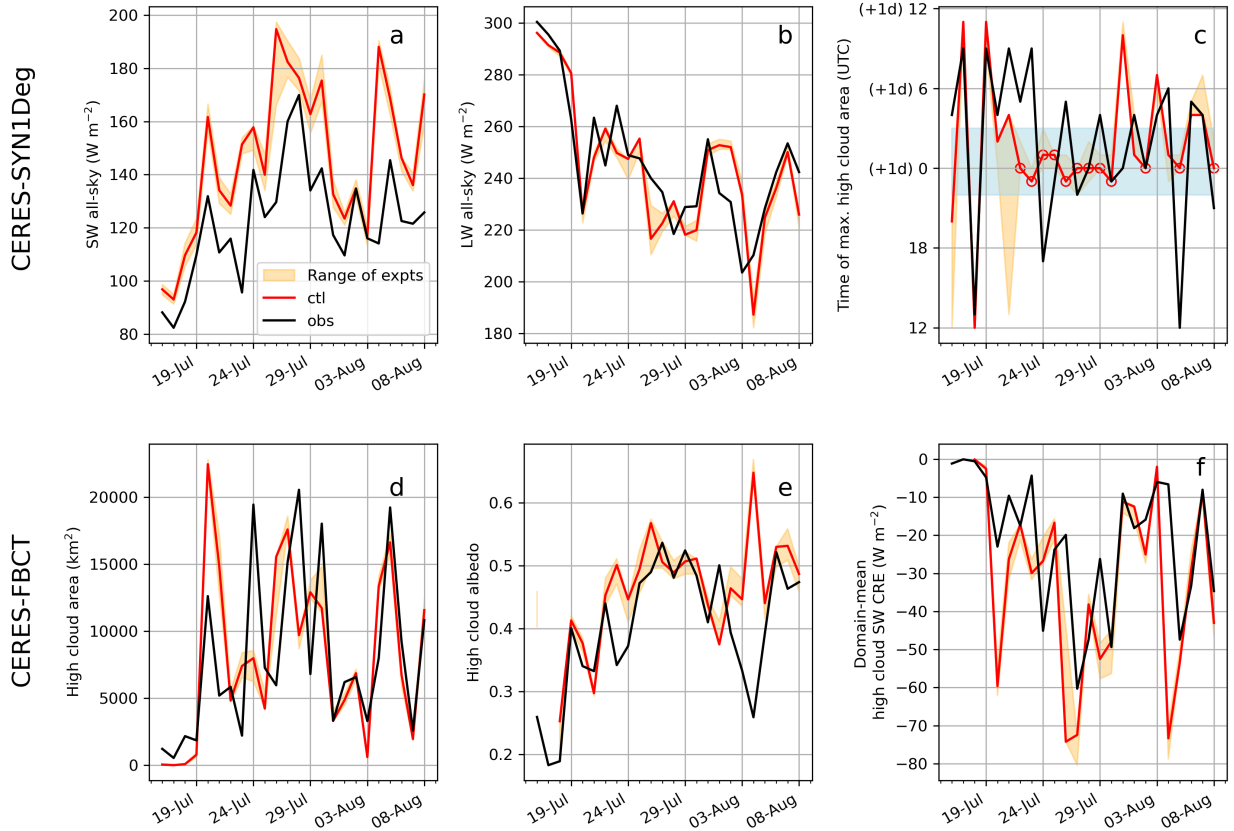 CERES-SYN1Deg
SW all-sky (W m−2)
200
180
160
140
120
100
80
a
Range of expts
ctl
obs
19-Jul
24-Jul
29-Jul
03-Aug
08-Aug
LW all-sky (W m−2)
300
280
260
240
220
200
180
b
19-Jul
24-Jul
29-Jul
03-Aug
08-Aug
Time of max. high cloud area (UTC)
(+1d) 12
(+1d) 6
(+1d) 0
18
12
c
19-Jul
24-Jul
29-Jul
03-Aug
08-Aug
CERES-FBCT
High cloud area (km2)
20000
15000
10000
5000
0
d
19-Jul
24-Jul
29-Jul
03-Aug
08-Aug
High cloud albedo
0.6
0.5
0.4
0.3
0.2
e
19-Jul
24-Jul
29-Jul
03-Aug
08-Aug
Domain-mean
high cloud SW CRE (W m−2)
0
−10
−20
−30
−40
−50
−60
−70
−80
f
19-Jul
24-Jul
29-Jul
03-Aug
08-Aug